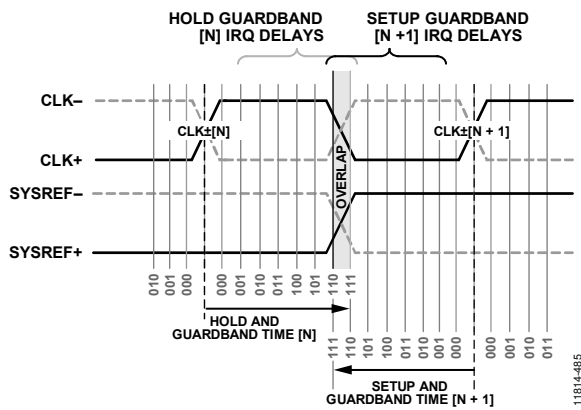 HOLD GUARDBAND
[N] IRQ DELAYS
SETUP GUARDBAND
[N +1] IRQ DELAYS
CLK–
CLK±[N]
CLK±[N + 1]
CLK+
SYSREF–
OVERLAP
SYSREF+
010 001 000 000 001 010 011 100 101 110 111
HOLD AND
GUARDBAND TIME [N]
111 110 101 100 011 010 001 000 000 001 010 011
SETUP AND
GUARDBAND TIME [N + 1]
11814-485